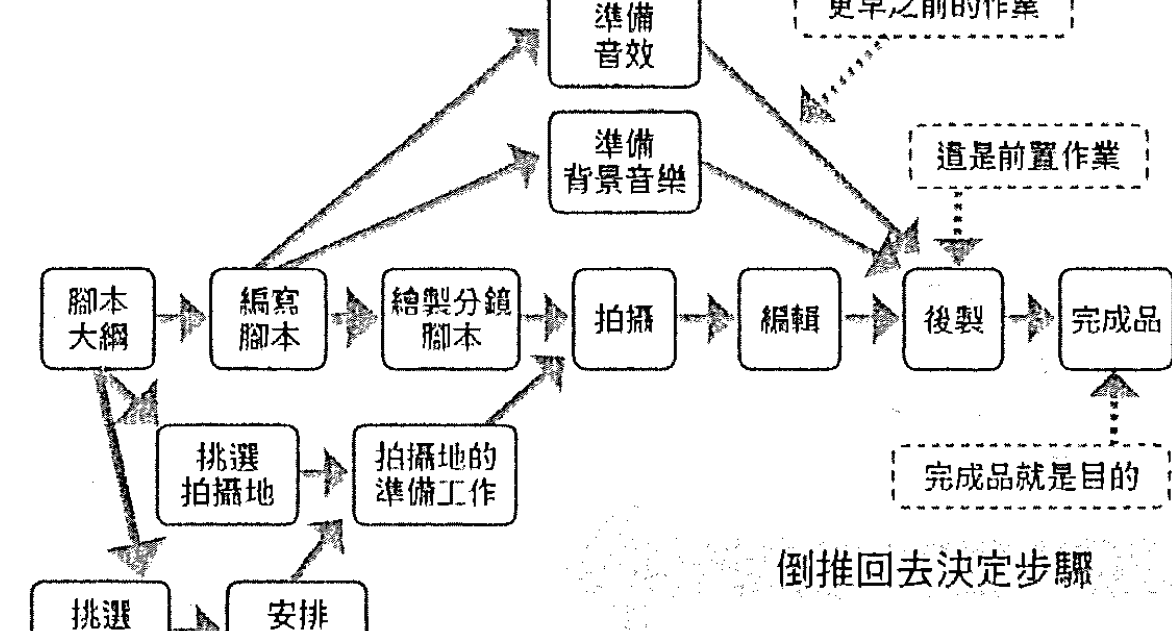 準備
音效
更早之前的作業
準備
背景音樂
這是前置作業
腳本
大綱
編寫
腳本
繪製分鏡
腳本
拍攝
編輯
後製
完成品
挑選
拍攝地
拍攝地的
準備工作
完成品就是目的
倒推回去決定步驟
挑選
安排